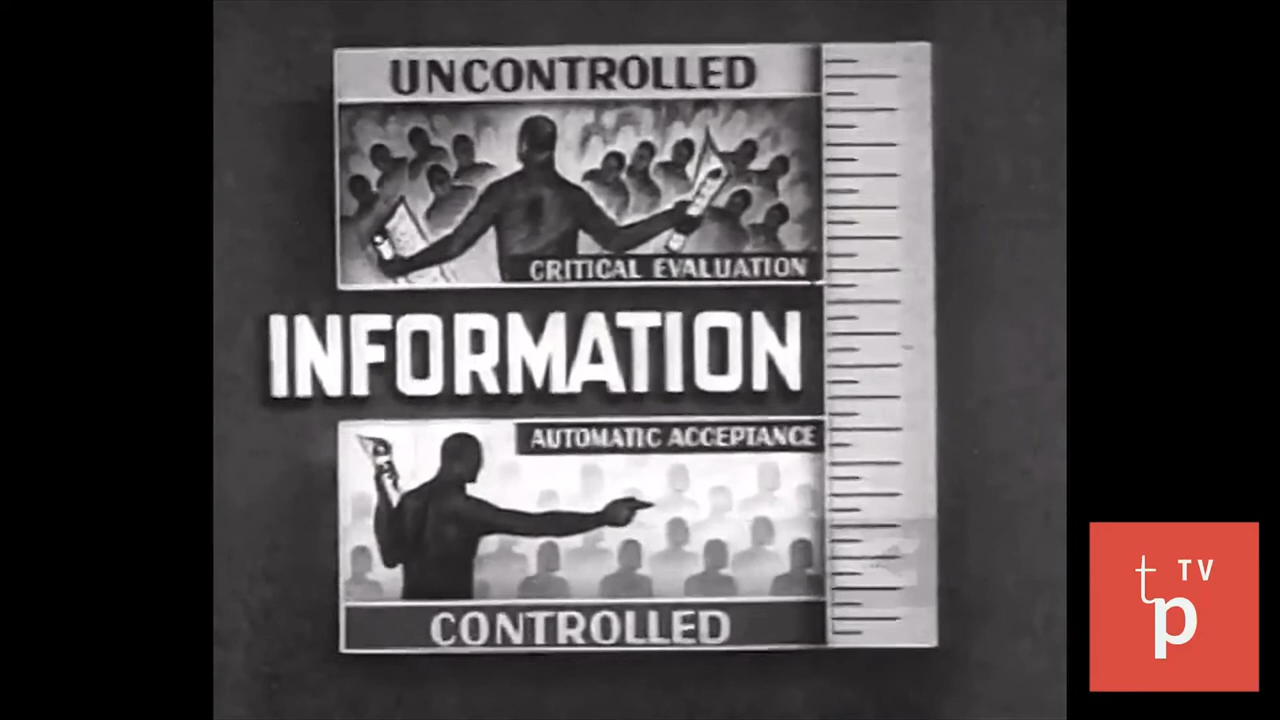 UNCONTROLLED
CRITICAL EVALUATION
INFORMATION
AUTOMATIC ACCEPTANCE
CONTROLLED
tp TV